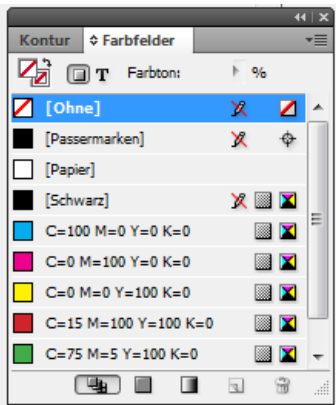 Kontur Farbfelder
T Farbton: %
[Ohne]
[Passermarken]
[Papier]
[Schwarz]
C=100 M=0 Y=0 K=0
C=0 M=100 Y=0 K=0
C=0 M=0 Y=100 K=0
C=15 M=100 Y=100 K=0
C=75 M=5 Y=100 K=0